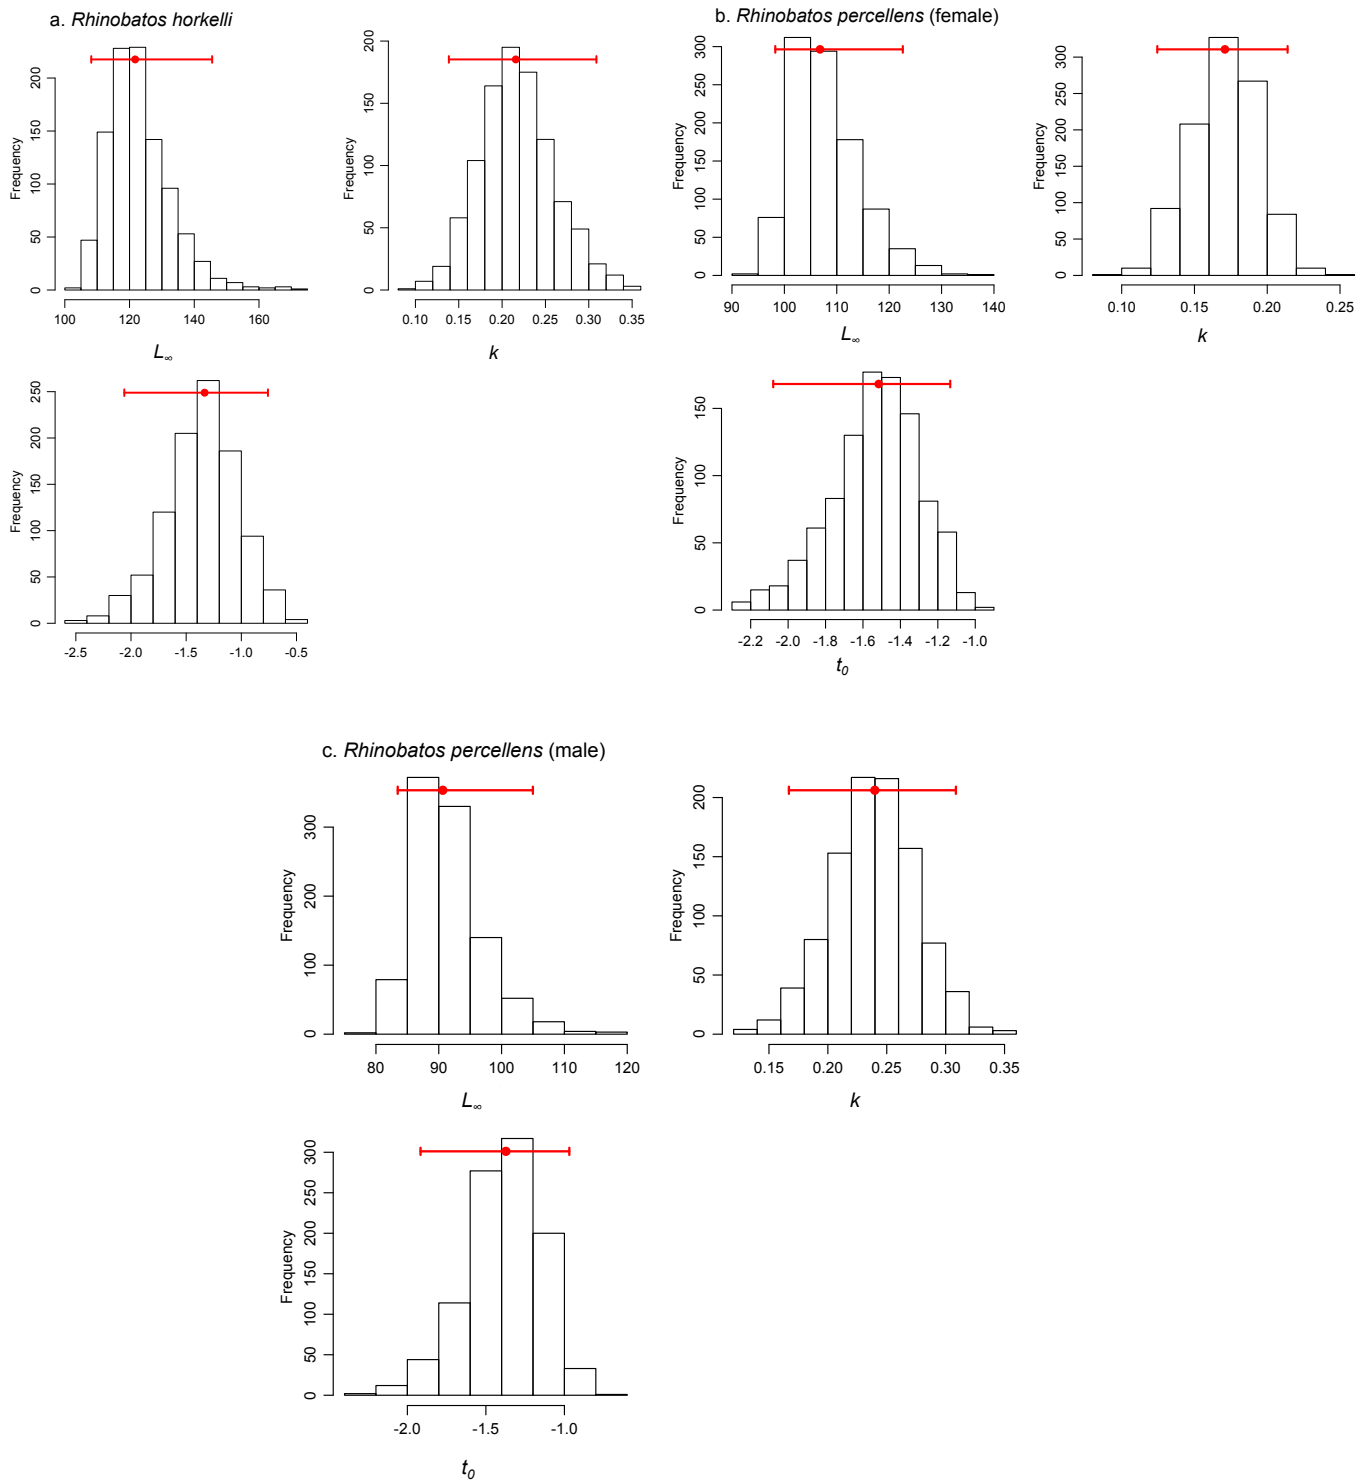 a. Rhinobatos horkelli
Frequency
0 50 100 150 200
100 120 140 160
L∞
Frequency
0 50 100 150 200
0.10 0.15 0.20 0.25 0.30 0.35
k
Frequency
0 50 100 150 200 250
-2.5 -2.0 -1.5 -1.0 -0.5
b. Rhinobatos percellens (female)
Frequency
0 50 100 150 200 250 300
90 100 110 120 130 140
L∞
Frequency
0 50 100 150 200 250 300
0.10 0.15 0.20 0.25
k
Frequency
0 50 100 150
-2.2 -2.0 -1.8 -1.6 -1.4 -1.2 -1.0
t0
c. Rhinobatos percellens (male)
Frequency
0 100 200 300
80 90 100 110 120
L∞
Frequency
0 50 100 150 200
0.15 0.20 0.25 0.30 0.35
k
Frequency
0 50 100 150 200 250 300
-2.0 -1.5 -1.0
t0